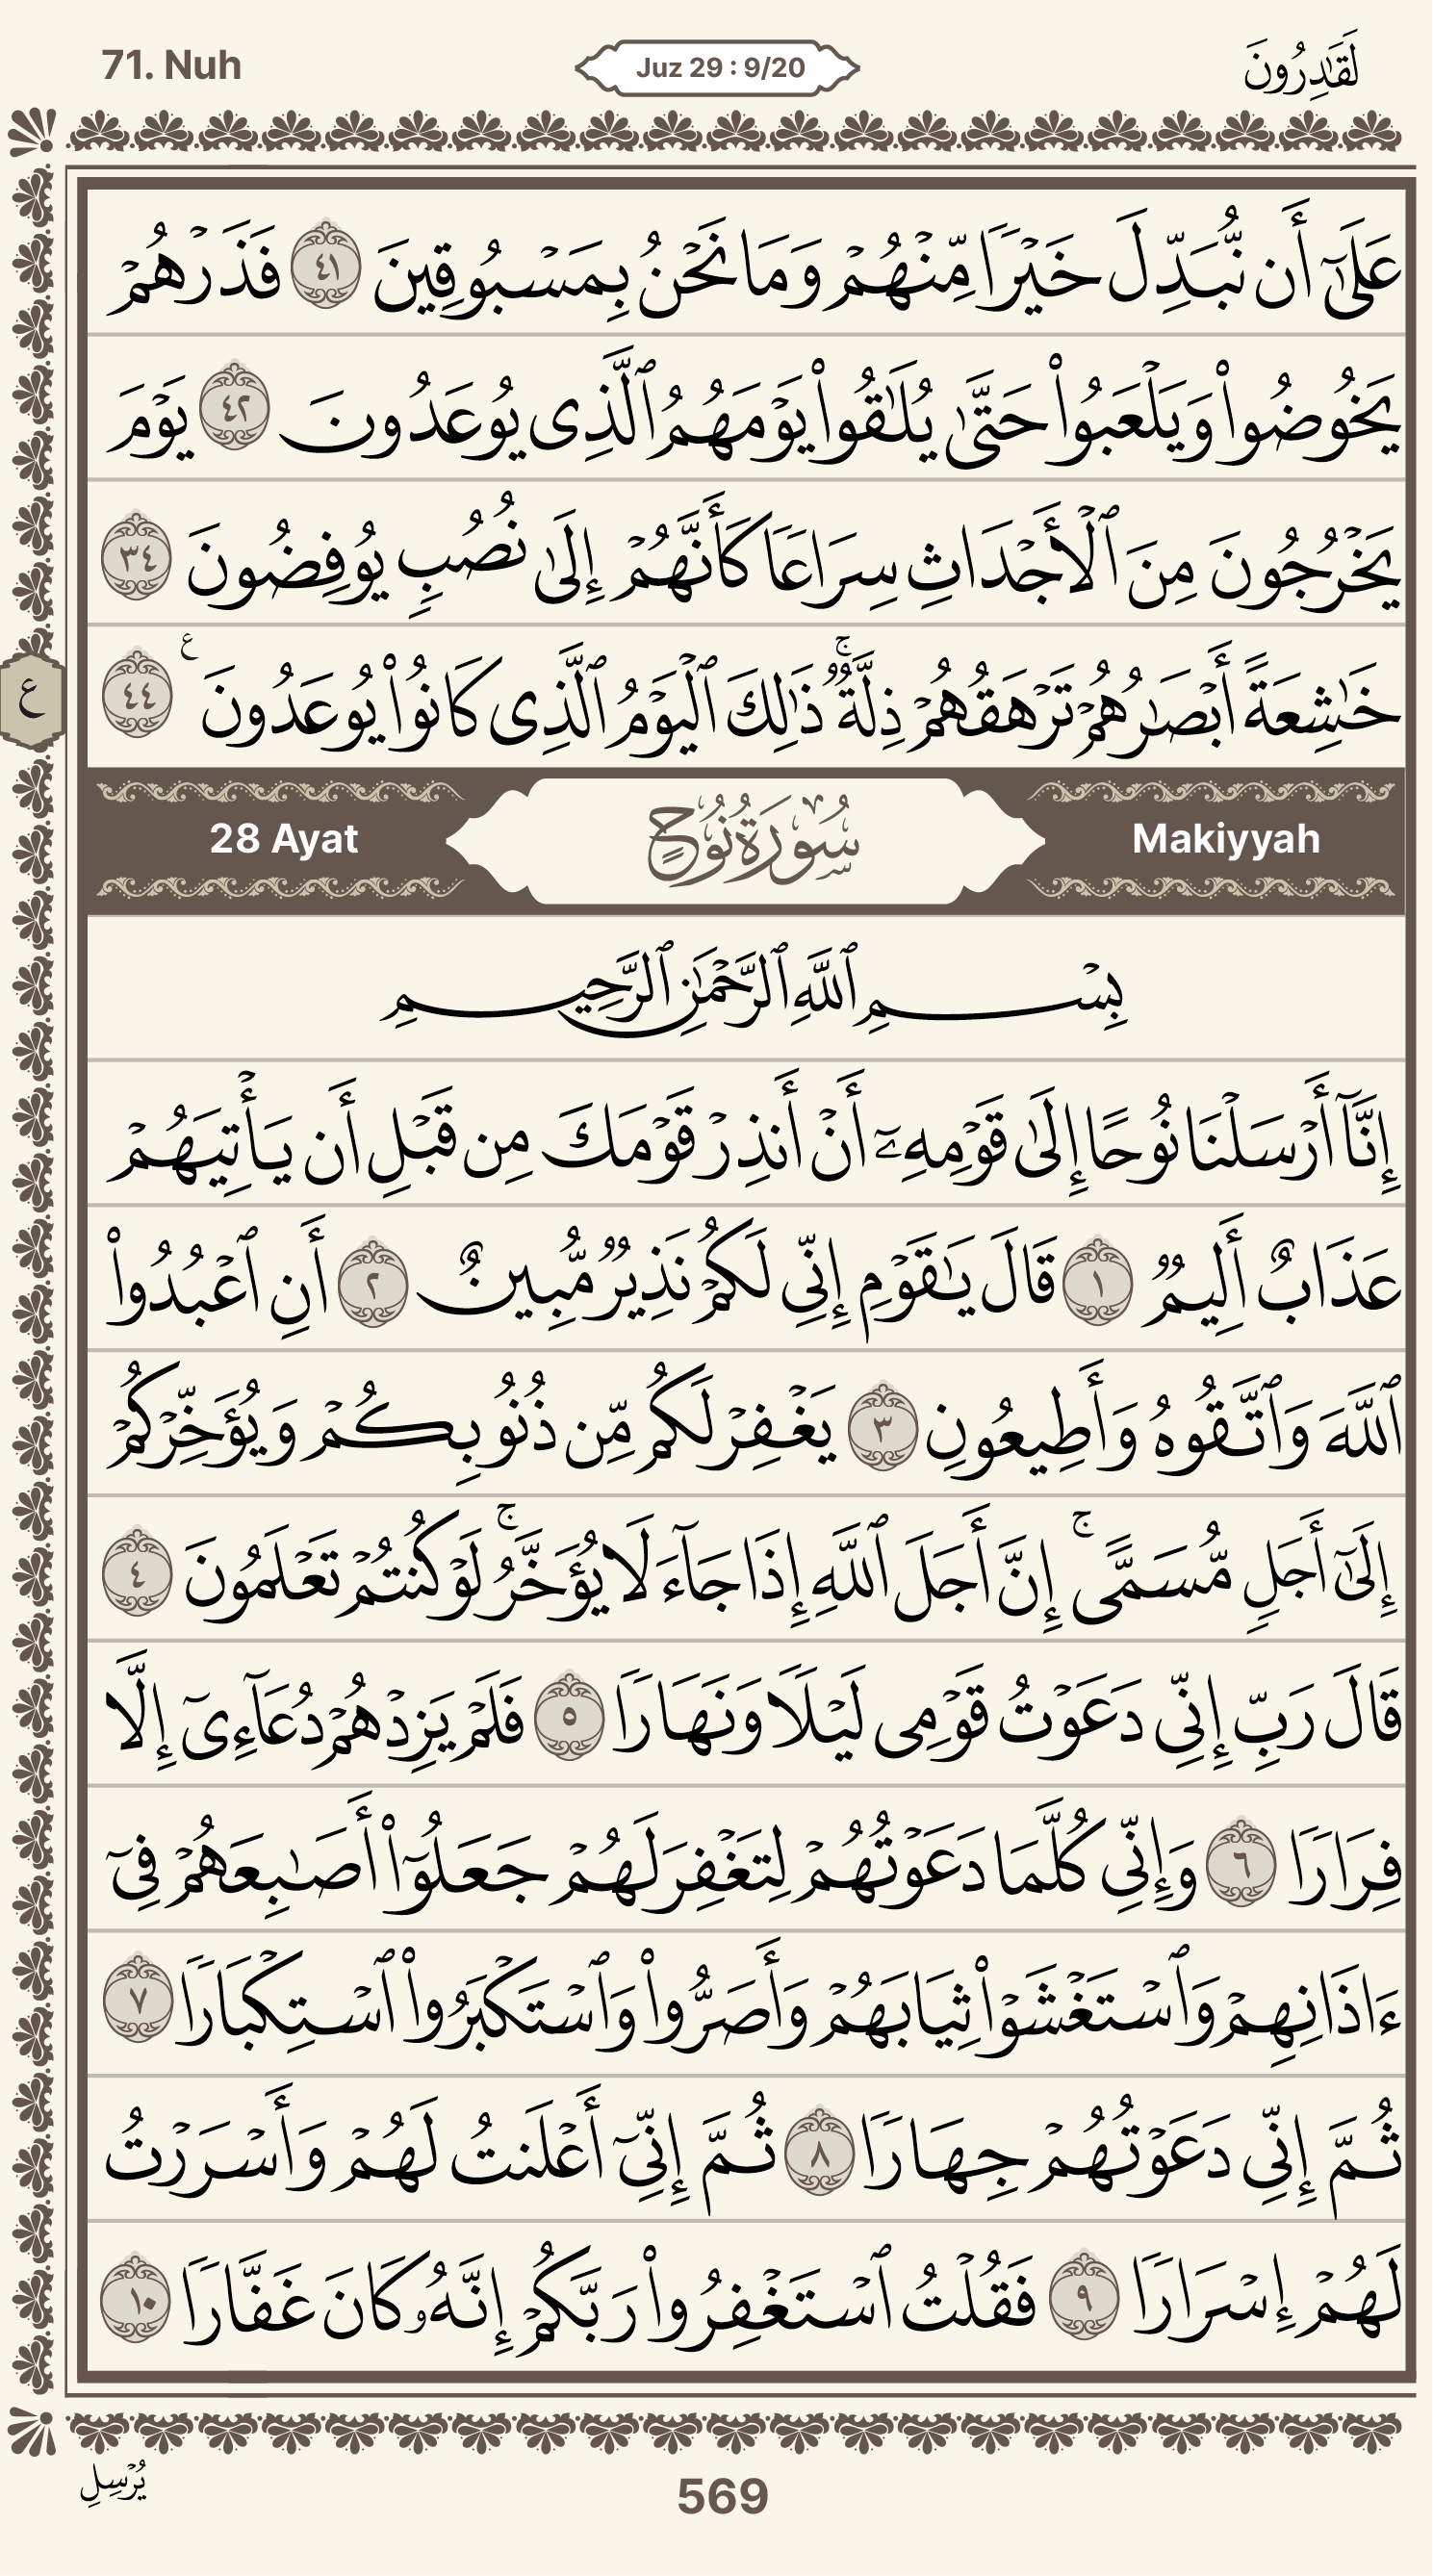 71. Nuh
Juz 29 : 9/20
لَقَٰدِرُونَ
عَلَىٰٓ أَن نُّبَدِّلَ خَيْرًا مِّنْهُمْ وَمَا نَحْنُ بِمَسْبُوقِينَ ٤١ فَذَرْهُمْ
يَخُوضُوا۟ وَيَلْعَبُوا۟ حَتَّىٰ يُلَٰقُوا۟ يَوْمَهُمُ ٱلَّذِى يُوعَدُونَ ٤٢ يَوْمَ
يَخْرُجُونَ مِنَ ٱلْأَجْدَاثِ سِرَاعًا كَأَنَّهُمْ إِلَىٰ نُصُبٍ يُوفِضُونَ ٣٤
خَٰشِعَةً أَبْصَٰرُهُمْ تَرْهَقُهُمْ ذِلَّةٌ ۚ ذَٰلِكَ ٱلْيَوْمُ ٱلَّذِى كَانُوا۟ يُوعَدُونَ ع ٤٤
ع
28 Ayat
سُورَةُ نُوحٍ
Makiyyah
بِسْمِ ٱللَّهِ ٱلرَّحْمَٰنِ ٱلرَّحِيمِ
إِنَّآ أَرْسَلْنَا نُوحًا إِلَىٰ قَوْمِهِۦٓ أَنْ أَنذِرْ قَوْمَكَ مِن قَبْلِ أَن يَأْتِيَهُمْ
عَذَابٌ أَلِيمٌ ١ قَالَ يَٰقَوْمِ إِنِّى لَكُمْ نَذِيرٌ مُّبِينٌ ٢ أَنِ ٱعْبُدُوا۟
ٱللَّهَ وَٱتَّقُوهُ وَأَطِيعُونِ ٣ يَغْفِرْ لَكُم مِّن ذُنُوبِكُمْ وَيُؤَخِّرْكُمْ
إِلَىٰٓ أَجَلٍ مُّسَمًّى ۚ إِنَّ أَجَلَ ٱللَّهِ إِذَا جَآءَ لَا يُؤَخَّرُ ۚ لَوْ كُنتُمْ تَعْلَمُونَ ٤
قَالَ رَبِّ إِنِّى دَعَوْتُ قَوْمِى لَيْلًا وَنَهَارًا ٥ فَلَمْ يَزِدْهُمْ دُعَآءِىٓ إِلَّا
فِرَارًا ٦ وَإِنِّى كُلَّمَا دَعَوْتُهُمْ لِتَغْفِرَ لَهُمْ جَعَلُوٓا۟ أَصَٰبِعَهُمْ فِىٓ
ءَاذَانِهِمْ وَٱسْتَغْشَوْا۟ ثِيَابَهُمْ وَأَصَرُّوا۟ وَٱسْتَكْبَرُوا۟ ٱسْتِكْبَارًا ٧
ثُمَّ إِنِّى دَعَوْتُهُمْ جِهَارًا ٨ ثُمَّ إِنِّىٓ أَعْلَنتُ لَهُمْ وَأَسْرَرْتُ
لَهُمْ إِسْرَارًا ٩ فَقُلْتُ ٱسْتَغْفِرُوا۟ رَبَّكُمْ إِنَّهُۥ كَانَ غَفَّارًا ١٠
يُرْسِلِ
569